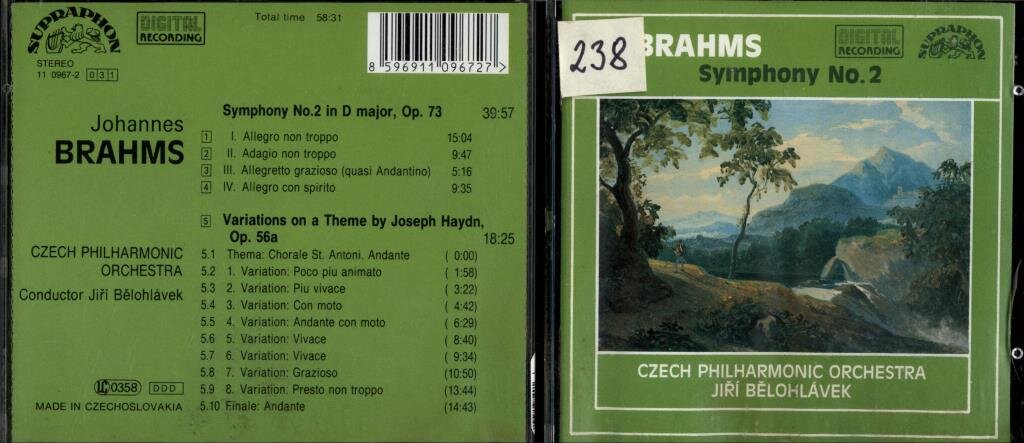 SUPRAPHON
DIGITAL
RECORDING
Total time 58:31
STEREO
11 0967-2 031
8 596911 096727 >
Johannes
BRAHMS
Symphony No.2 in D major, Op. 73 39:57
1 I. Allegro non troppo 15:04
2 II. Adagio non troppo 9:47
3 III. Allegretto grazioso (quasi Andantino) 5:16
4 IV. Allegro con spirito 9:35
5 Variations on a Theme by Joseph Haydn,
Op. 56a 18:25
5.1 Thema: Chorale St. Antoni. Andante ( 0:00)
5.2 1. Variation: Poco piu animato ( 1:58)
5.3 2. Variation: Piu vivace ( 3:22)
5.4 3. Variation: Con moto ( 4:42)
5.5 4. Variation: Andante con moto ( 6:29)
5.6 5. Variation: Vivace ( 8:40)
5.7 6. Variation: Vivace ( 9:34)
5.8 7. Variation: Grazioso (10:50)
5.9 8. Variation: Presto non troppo (13:44)
5.10 Finale: Andante (14:43)
CZECH PHILHARMONIC
ORCHESTRA
Conductor Jiří Bělohlávek
LC 0358 DDD
MADE IN CZECHOSLOVAKIA
238
BRAHMS
Symphony No. 2
DIGITAL
RECORDING
SUPRAPHON
CZECH PHILHARMONIC ORCHESTRA
JIŘÍ BĚLOHLÁVEK